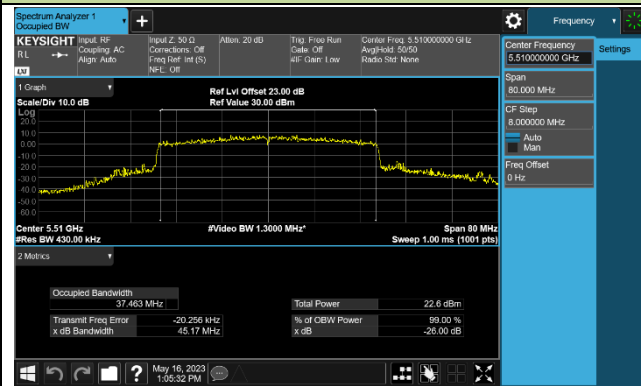 Spectrum Analyzer 1
Occupied BW
+
Frequency
KEYSIGHT
RL
LXI
Input: RF
Coupling: AC
Align: Auto
Input Z: 50 Ω
Corrections: Off
Freq Ref: Int (S)
NFE: Off
Atten: 20 dB
Trig: Free Run
Gate: Off
#IF Gain: Low
Center Freq: 5.510000000 GHz
Avg|Hold: 50/50
Radio Std: None
Center Frequency
5.510000000 GHz
Settings
Span
80.000 MHz
CF Step
8.000000 MHz
Auto
Man
Freq Offset
0 Hz
1 Graph
Scale/Div 10.0 dB
Ref Lvl Offset 23.00 dB
Ref Value 30.00 dBm
Log
20.0
10.0
0.00
-10.0
-20.0
-30.0
-40.0
-50.0
-60.0
Center 5.51 GHz
#Res BW 430.00 kHz
#Video BW 1.3000 MHz*
Span 80 MHz
Sweep 1.00 ms (1001 pts)
2 Metrics
Occupied Bandwidth
37.463 MHz
Total Power 22.6 dBm
Transmit Freq Error -20.256 kHz
% of OBW Power 99.00 %
x dB Bandwidth 45.17 MHz
x dB -26.00 dB
?
May 16, 2023
1:05:32 PM